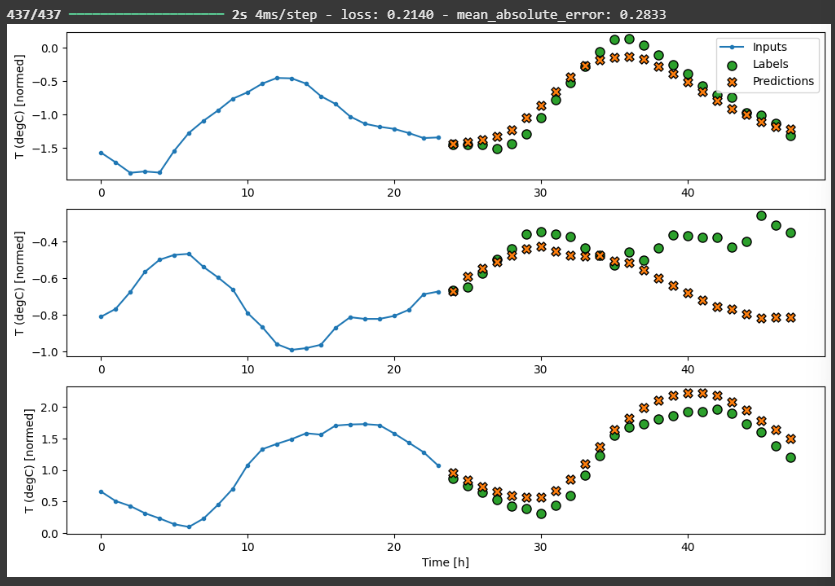 437/437 ━━━━━━━━━━━━━━━━━━━━ 2s 4ms/step - loss: 0.2140 - mean_absolute_error: 0.2833
T (degC) [normed]
0.0
−0.5
−1.0
−1.5
Inputs
Labels
Predictions
0 10 20 30 40
T (degC) [normed]
−0.4
−0.6
−0.8
−1.0
0 10 20 30 40
T (degC) [normed]
2.0
1.5
1.0
0.5
0.0
0 10 20 30 40
Time [h]